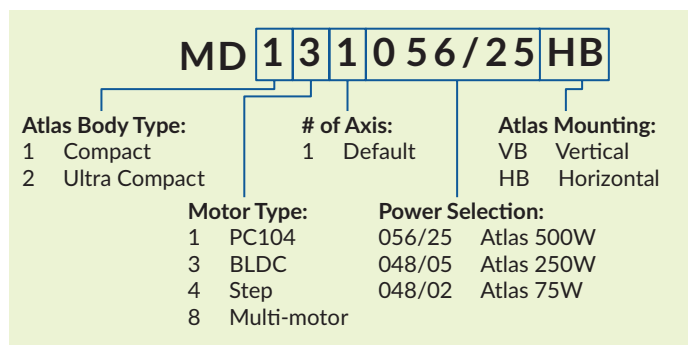 MD 1 3 1 0 5 6 / 2 5 HB
Atlas Body Type:
1 Compact
2 Ultra Compact
# of Axis:
1 Default
Atlas Mounting:
VB Vertical
HB Horizontal
Motor Type:
1 PC104
3 BLDC
4 Step
8 Multi-motor
Power Selection:
056/25 Atlas 500W
048/05 Atlas 250W
048/02 Atlas 75W